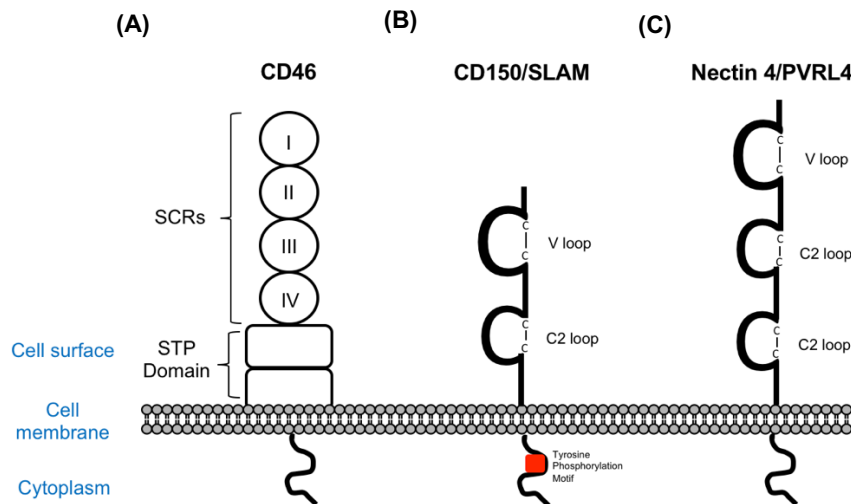 (A)
(B)
(C)
CD46
CD150/SLAM
Nectin 4/PVRL4
I
II
III
IV
SCRs
STP
Domain
C
C
V loop
C
C
C2 loop
C
C
V loop
C
C
C2 loop
C
C
C2 loop
Cell surface
Cell
membrane
Cytoplasm
Tyrosine
Phosphorylation
Motif